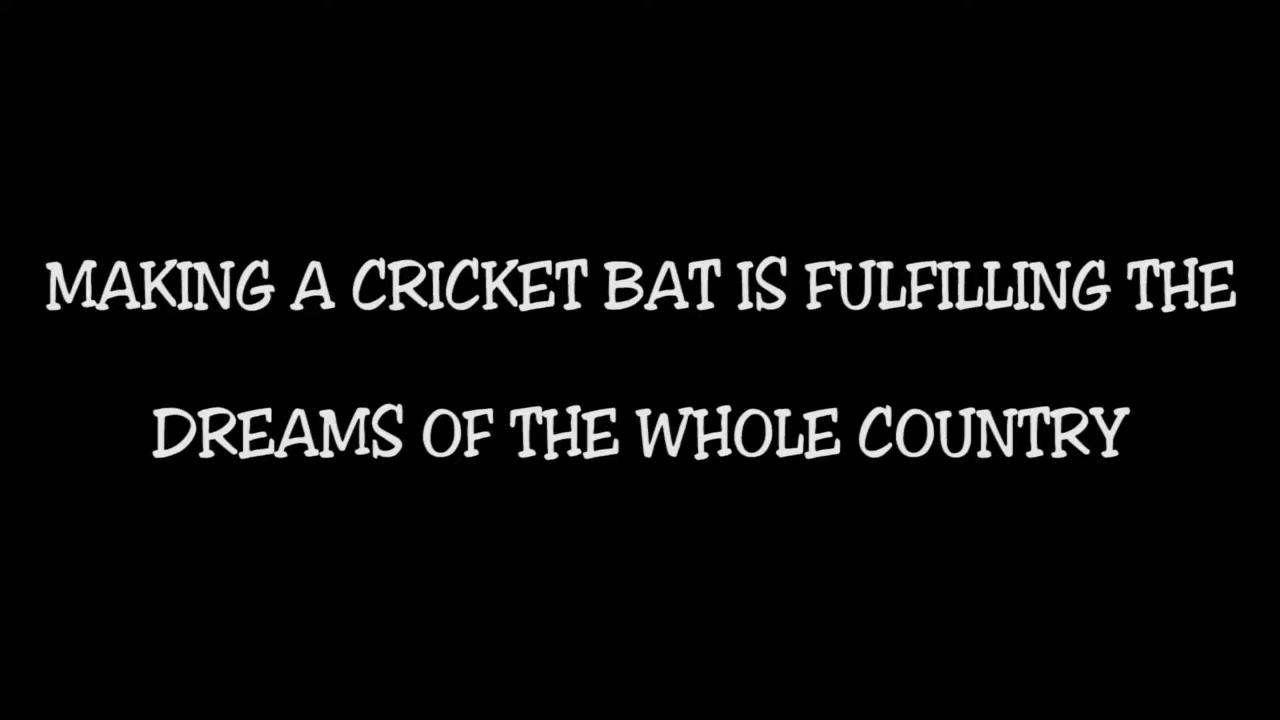 MAKING A CRICKET BAT IS FULFILLING THE
DREAMS OF THE WHOLE COUNTRY